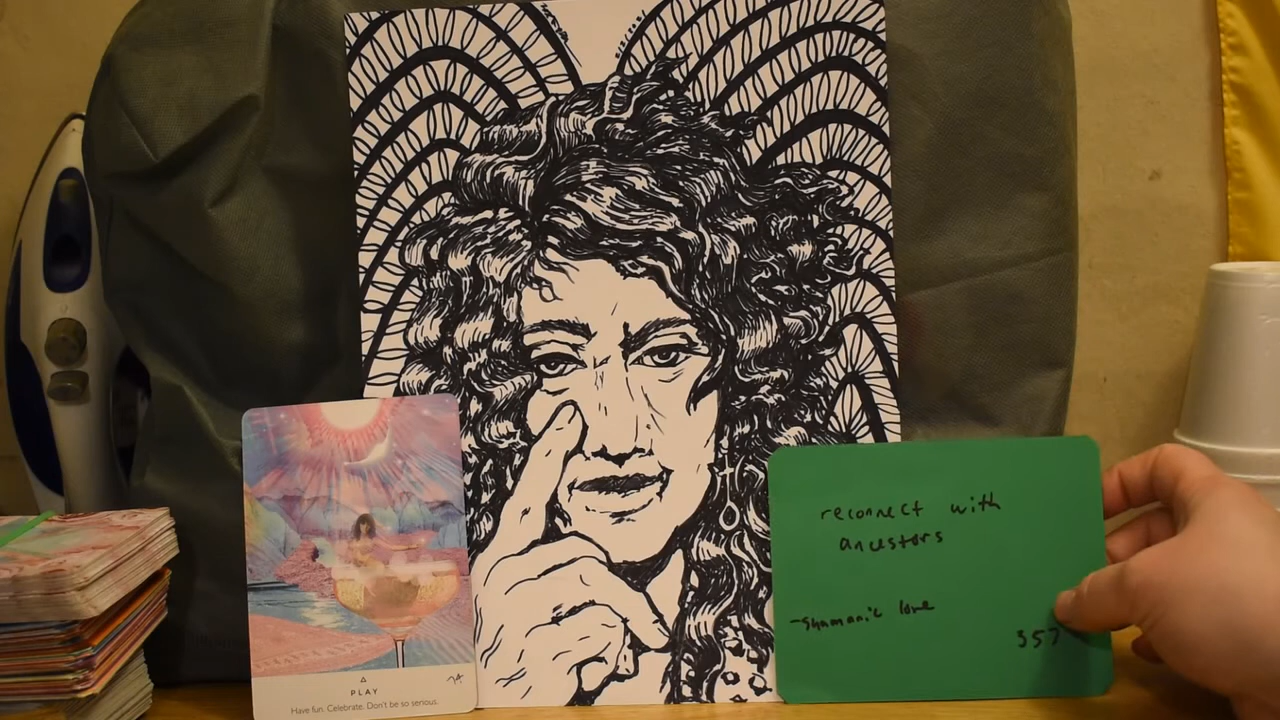 PLAY
Have fun. Celebrate. Don't be so serious.
reconnect with
ancestors
-Shamanic love
357